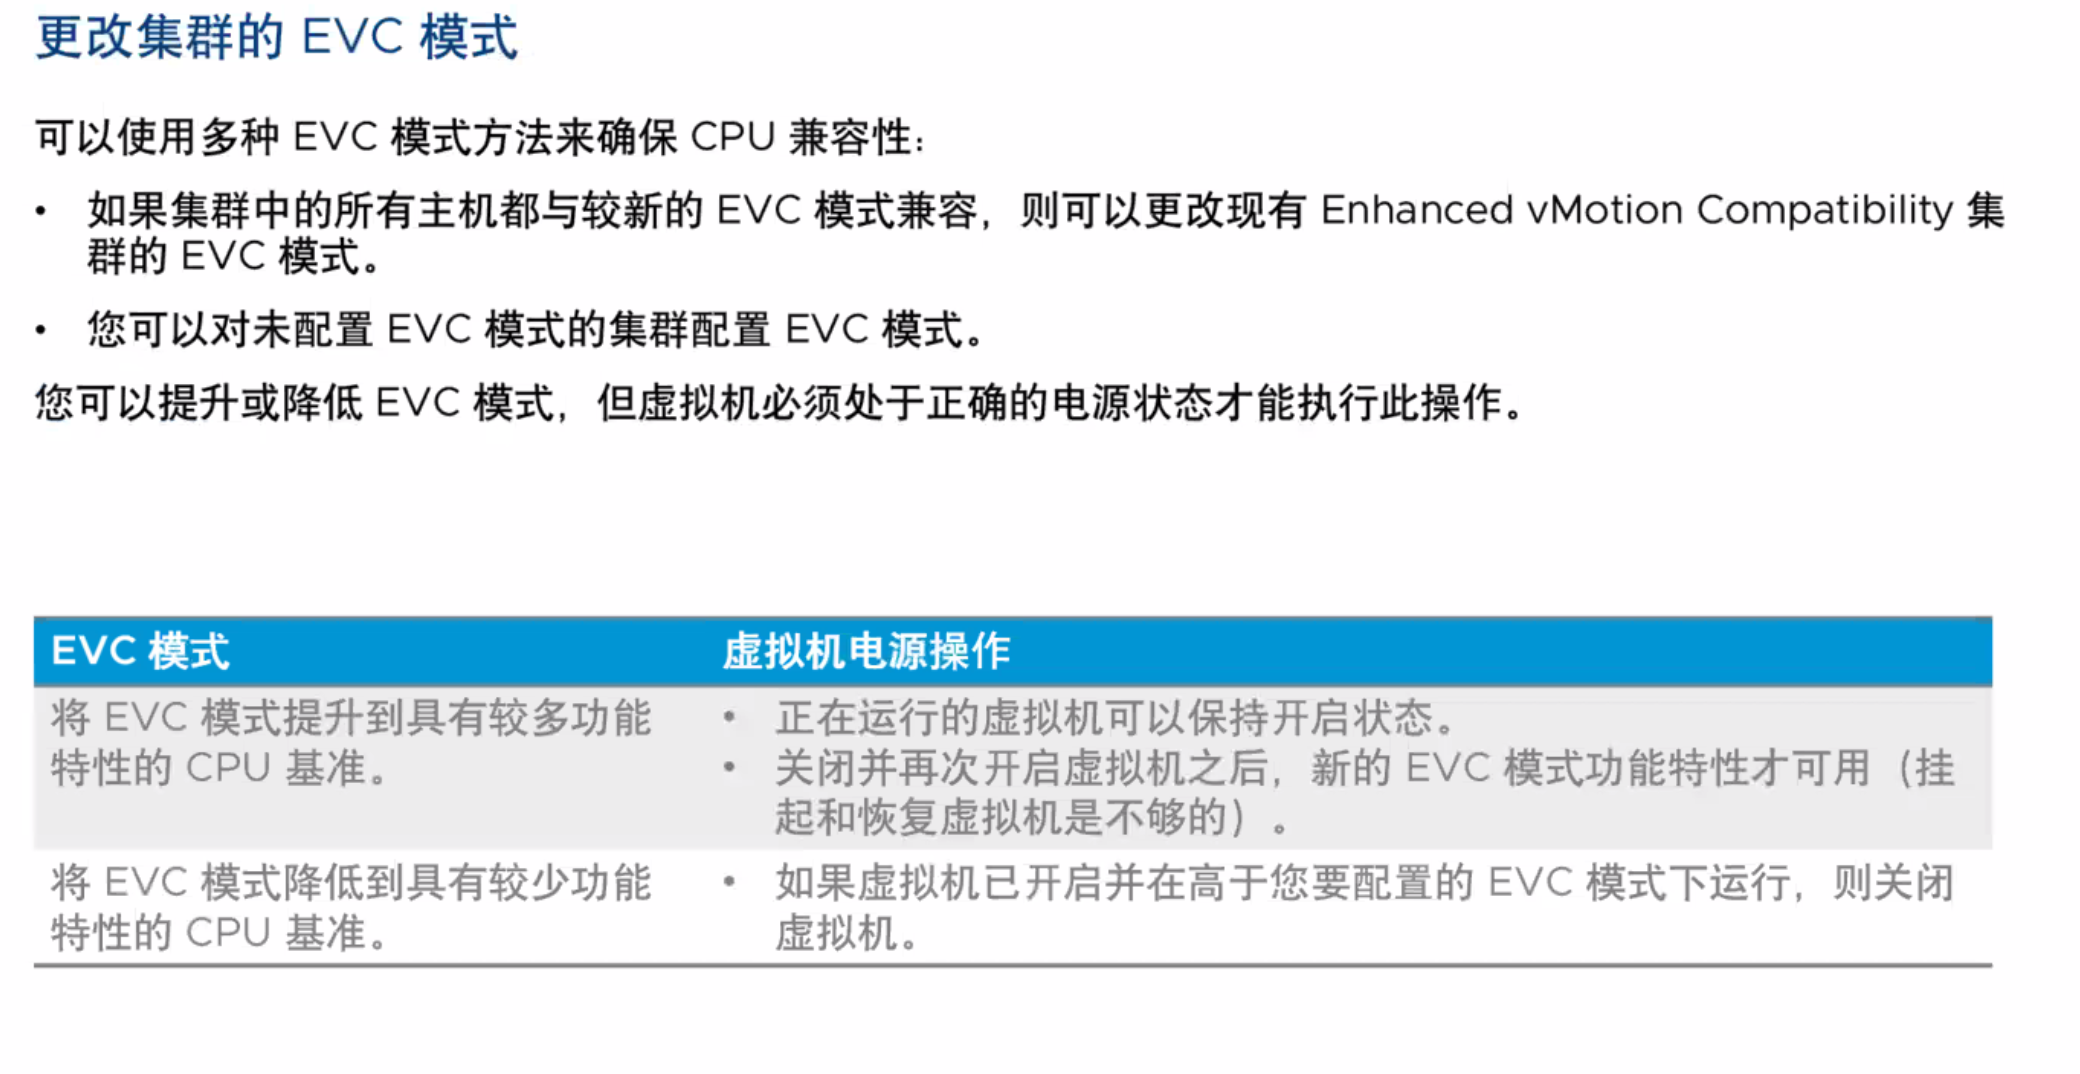 更改集群的 EVC 模式
可以使用多种 EVC 模式方法来确保 CPU 兼容性：
• 如果集群中的所有主机都与较新的 EVC 模式兼容，则可以更改现有 Enhanced vMotion Compatibility 集
群的 EVC 模式。
• 您可以对未配置 EVC 模式的集群配置 EVC 模式。
您可以提升或降低 EVC 模式，但虚拟机必须处于正确的电源状态才能执行此操作。
EVC 模式
虚拟机电源操作
将 EVC 模式提升到具有较多功能
特性的 CPU 基准。
• 正在运行的虚拟机可以保持开启状态。
• 关闭并再次开启虚拟机之后，新的 EVC 模式功能特性才可用（挂
起和恢复虚拟机是不够的）。
将 EVC 模式降低到具有较少功能
特性的 CPU 基准。
• 如果虚拟机已开启并在高于您要配置的 EVC 模式下运行，则关闭
虚拟机。